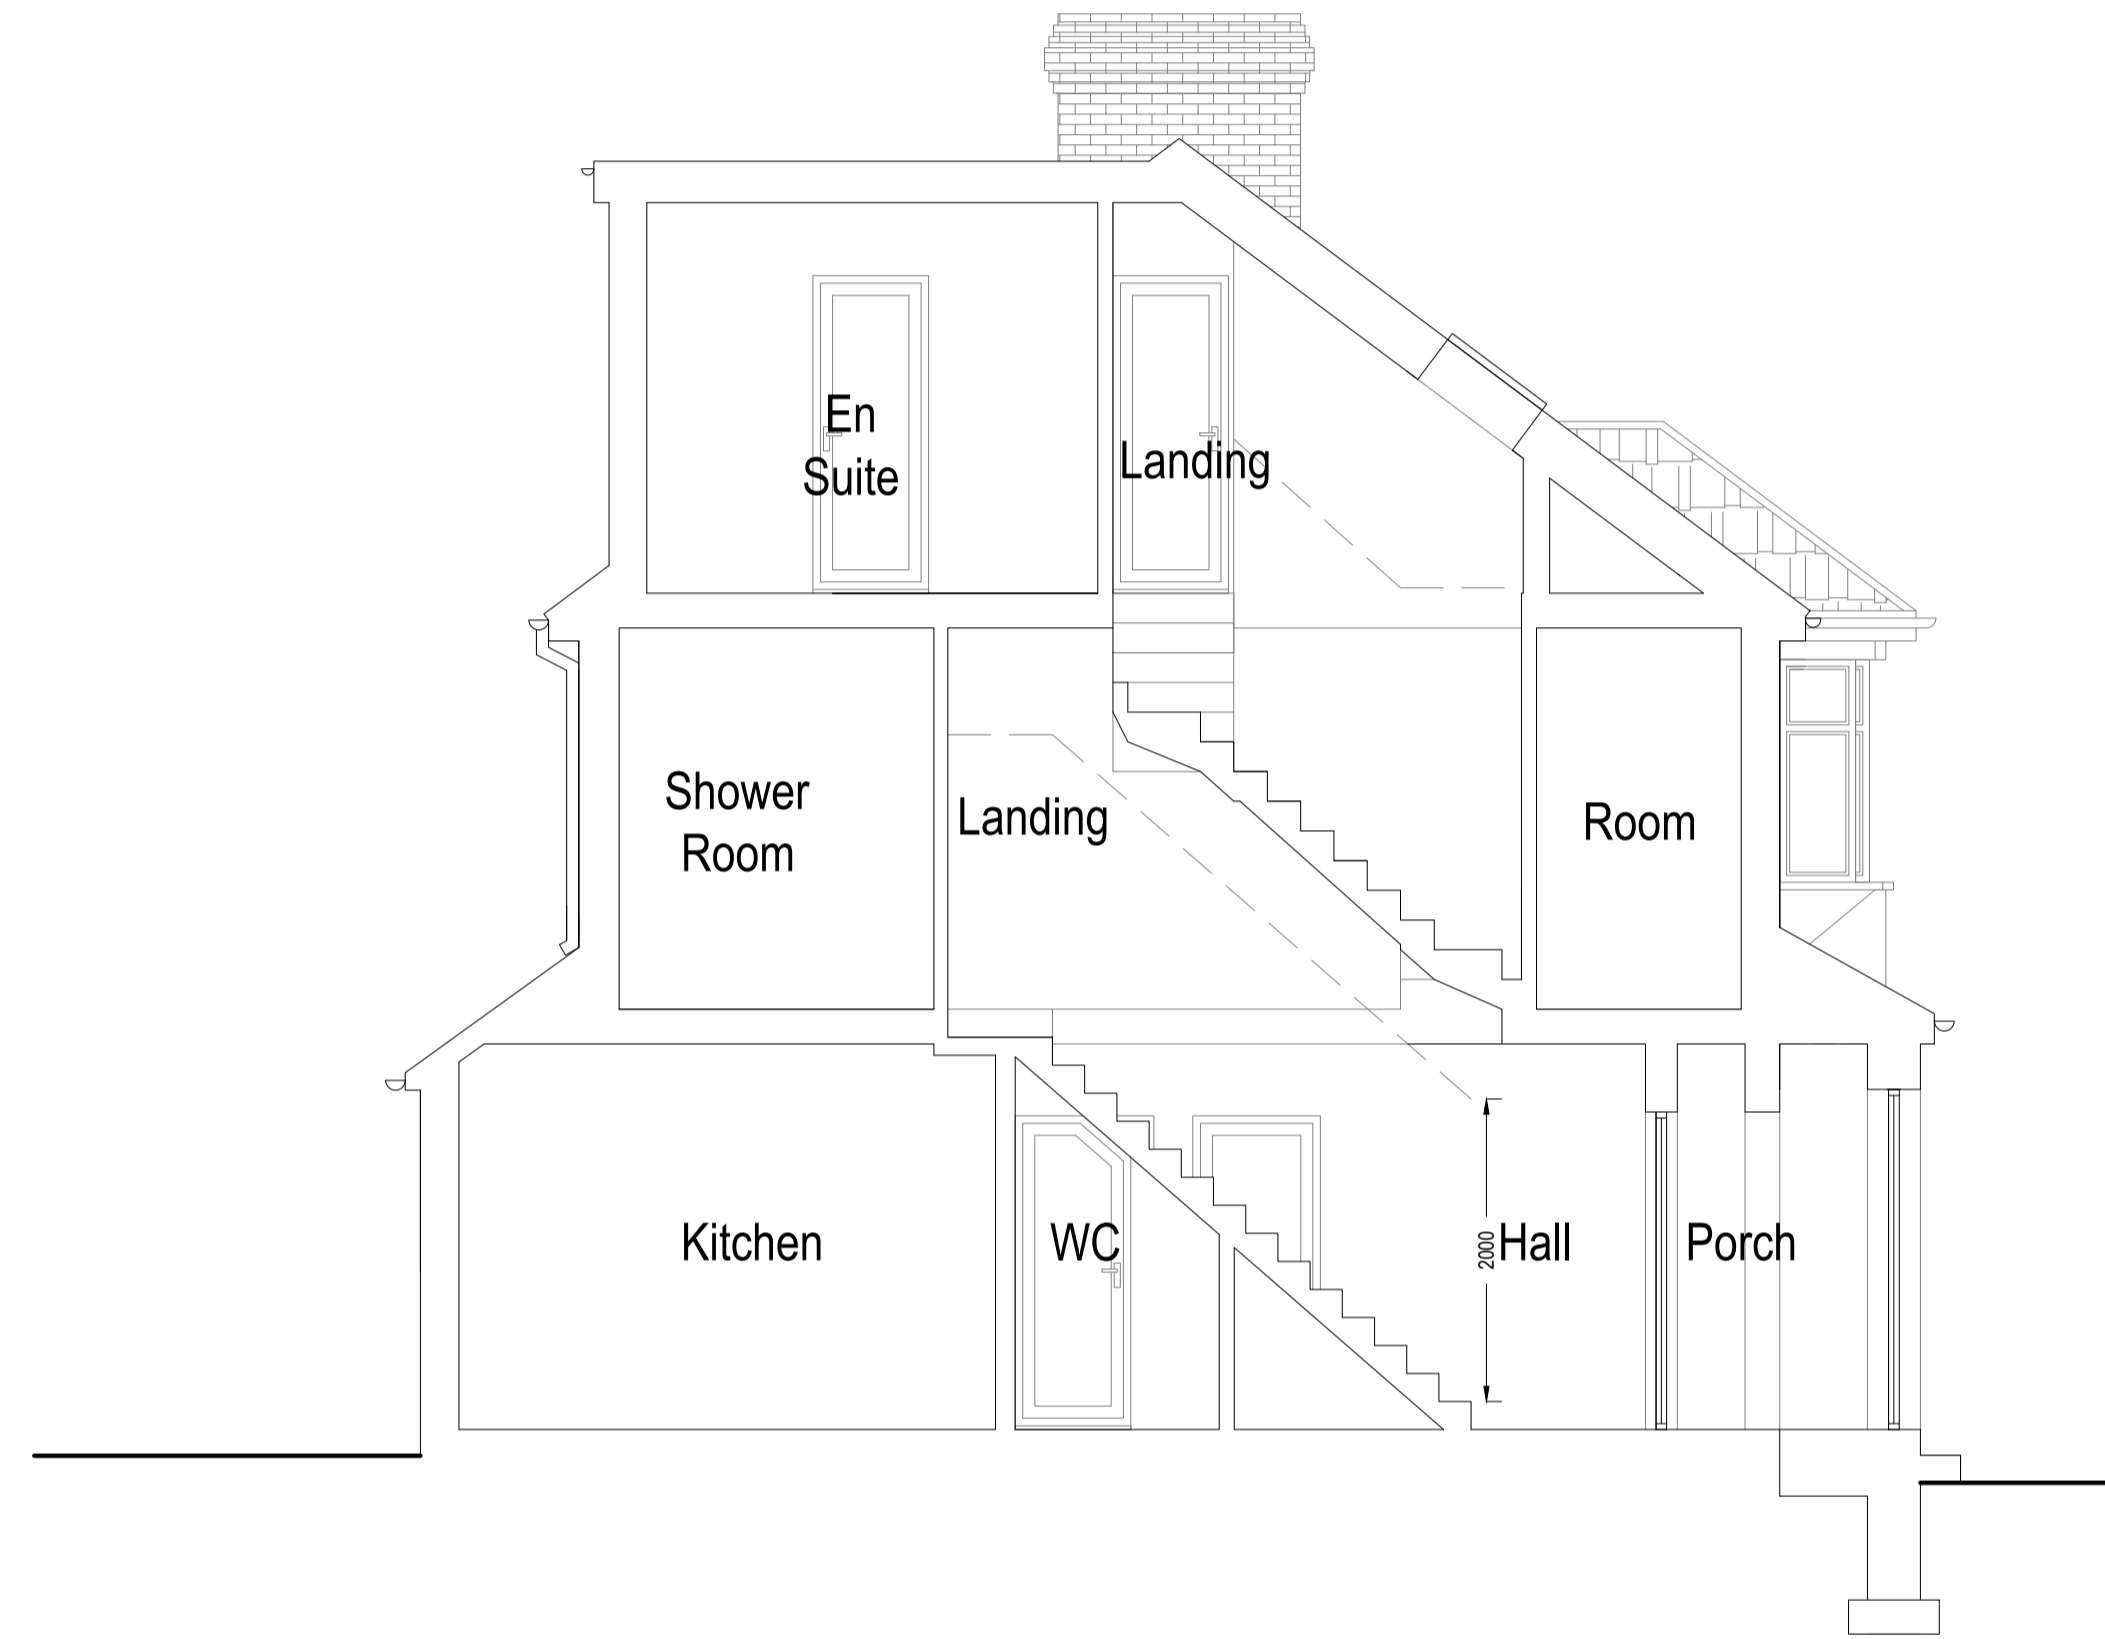 En
Suite
Landing
Shower
Room
Landing
Room
Kitchen
WC
2000
Hall
Porch